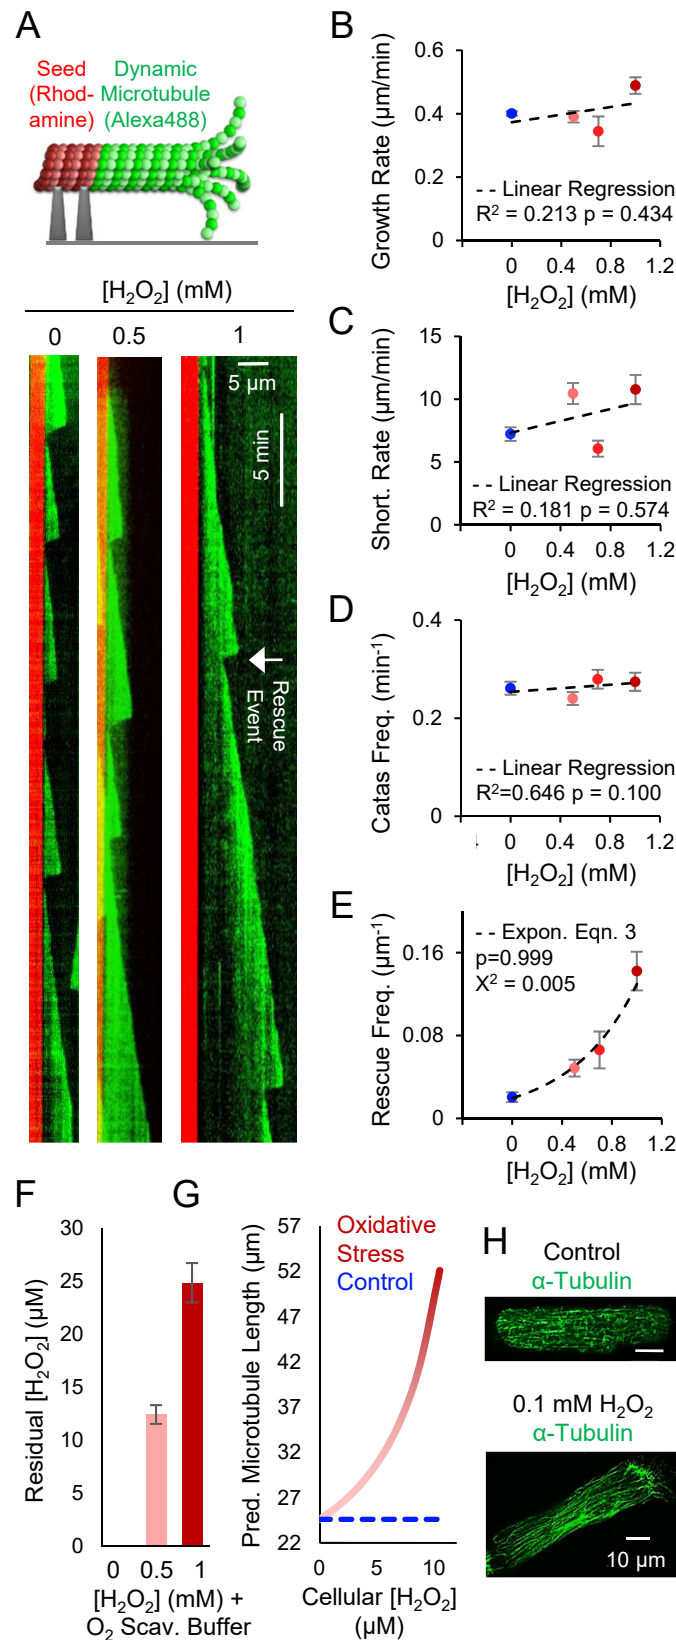 A
Seed
(Rhod-
amine)
Dynamic
Microtubule
(Alexa488)
[H₂O₂] (mM)
0
0.5
1
5 µm
5 min
Rescue
Event
B
Growth Rate (µm/min)
0.6
0.4
0.2
0
- - Linear Regression
R² = 0.213 p = 0.434
0 0.4 0.8 1.2
[H₂O₂] (mM)
C
Short. Rate (µm/min)
15
10
5
0
- - Linear Regression
R² = 0.181 p = 0.574
0 0.4 0.8 1.2
[H₂O₂] (mM)
D
Catas Freq. (min⁻¹)
0.4
0.2
0
- - Linear Regression
R²=0.646 p = 0.100
0 0.4 0.8 1.2
[H₂O₂] (mM)
E
Rescue Freq. (µm⁻¹)
0.16
0.08
0
- - Expon. Eqn. 3
p=0.999
X² = 0.005
0 0.4 0.8 1.2
[H₂O₂] (mM)
F
Residual [H₂O₂] (µM)
30
25
20
15
10
5
0
0 0.5 1
[H₂O₂] (mM) +
O₂ Scav. Buffer
G
Pred. Microtubule Length (µm)
57
52
47
42
37
32
27
22
Oxidative
Stress
Control
0 5 10
Cellular [H₂O₂]
(µM)
H
Control
α-Tubulin
0.1 mM H₂O₂
α-Tubulin
10 µm